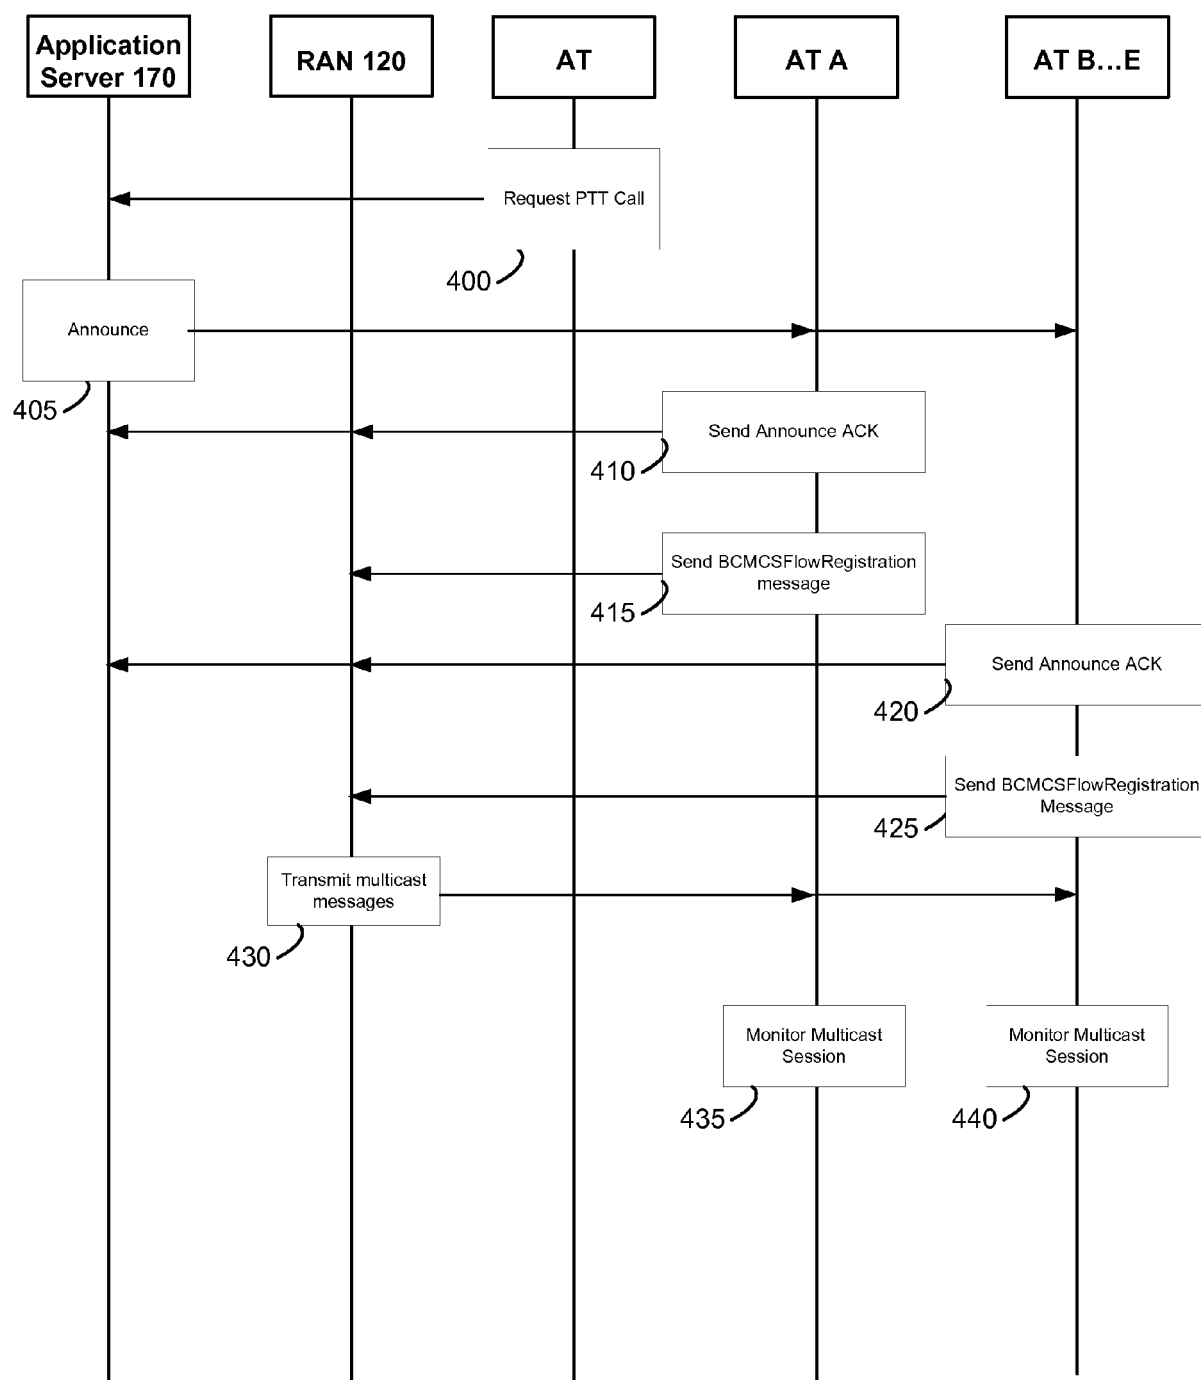 Application
Server 170
RAN 120
AT
AT A
AT B...E
Request PTT Call
400
Announce
405
Send Announce ACK
410
Send BCMCSFlowRegistration
message
415
Send Announce ACK
420
Send BCMCSFlowRegistration
Message
425
Transmit multicast
messages
430
Monitor Multicast
Session
435
Monitor Multicast
Session
440